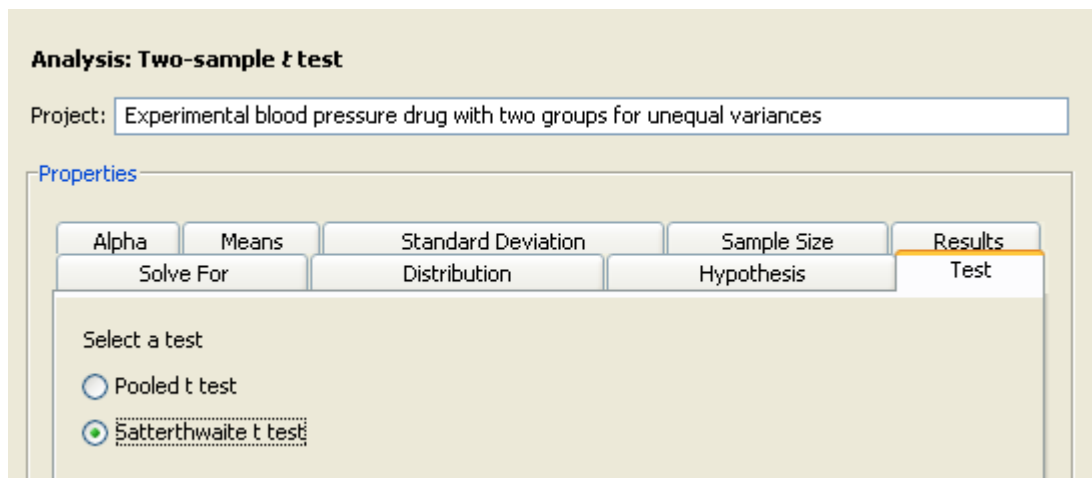 Analysis: Two-sample t test
Project: Experimental blood pressure drug with two groups for unequal variances
Properties
Alpha Means Standard Deviation Sample Size Results
Solve For Distribution Hypothesis Test
Select a test
Pooled t test
Satterthwaite t test